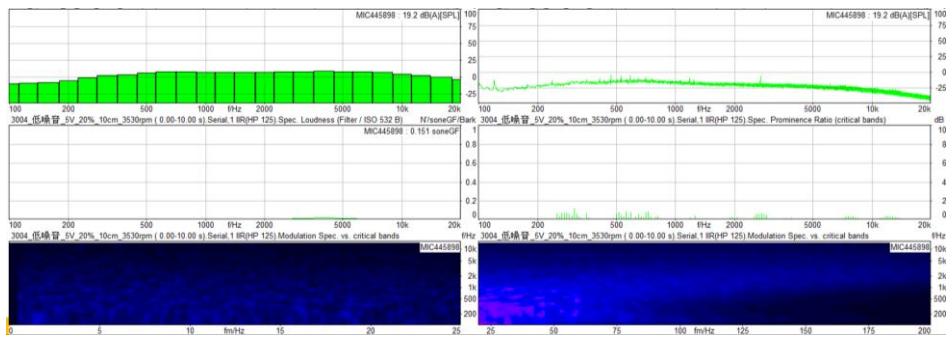 MIC445898 : 19.2 dB(A)[SPL]
100
75
50
25
0
-25
100 200 500 f/Hz 1000 2000 5000 10k 20k
MIC445898 : 19.2 dB(A)[SPL]
100
75
50
25
0
-25
100 200 500 f/Hz 1000 2000 5000 10k 20k
3004_低噪音_5V_20%_10cm_3530rpm ( 0.00-10.00 s).Serial.1 IIR(HP 125).Spec. Loudness (Filter / ISO 532 B) N'/soneGF/Bark
MIC445898 : 0.151 soneGF
1
0.8
0.6
0.4
0.2
0
100 200 500 f/Hz 1000 2000 5000 10k 20k
3004_低噪音_5V_20%_10cm_3530rpm ( 0.00-10.00 s).Serial.1 IIR(HP 125).Spec. Prominence Ratio (critical bands) dB
10
8
6
4
2
0
100 200 500 f/Hz 1000 2000 5000 10k 20k
3004_低噪音_5V_20%_10cm_3530rpm ( 0.00-10.00 s).Serial.1 IIR(HP 125).Modulation Spec. vs. critical bands f/Hz
MIC445898
10k
5k
2k
1k
500
200
0 5 fm/Hz 15 20 25
3004_低噪音_5V_20%_10cm_3530rpm ( 0.00-10.00 s).Serial.1 IIR(HP 125).Modulation Spec. vs. critical bands f/Hz
MIC445898
10k
5k
2k
1k
500
200
25 50 75 100 fm/Hz 125 150 175 200